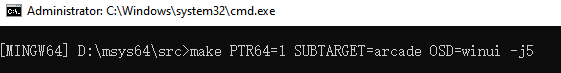 Administrator: C:\Windows\system32\cmd.exe
[MINGW64] D:\msys64\src>make PTR64=1 SUBTARGET=arcade OSD=winui -j5